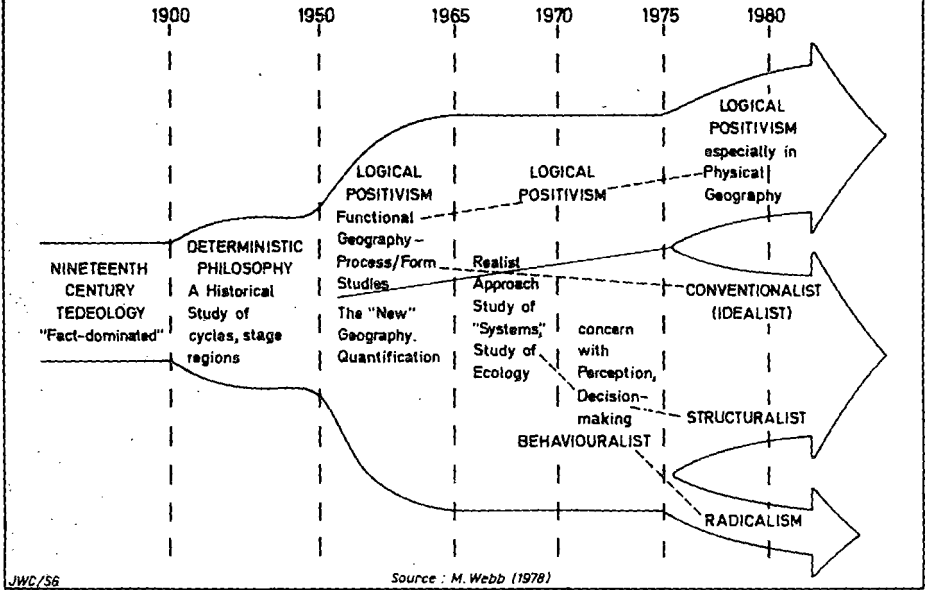 1900 1950 1965 1970 1975 1980
NINETEENTH
CENTURY
TEDEOLOGY
"Fact-dominated"
DETERMINISTIC
PHILOSOPHY
A Historical
Study of
cycles, stage
regions
LOGICAL
POSITIVISM
Functional
Geography –
Process/Form
Studies
The "New"
Geography.
Quantification
Realist
Approach
Study of
"Systems",
Study of
Ecology
LOGICAL
POSITIVISM
concern
with
Perception,
Decision-
making
BEHAVIOURALIST
LOGICAL
POSITIVISM
especially in
Physical
Geography
CONVENTIONALIST
(IDEALIST)
STRUCTURALIST
RADICALISM
JWC/56
Source : M. Webb (1978)